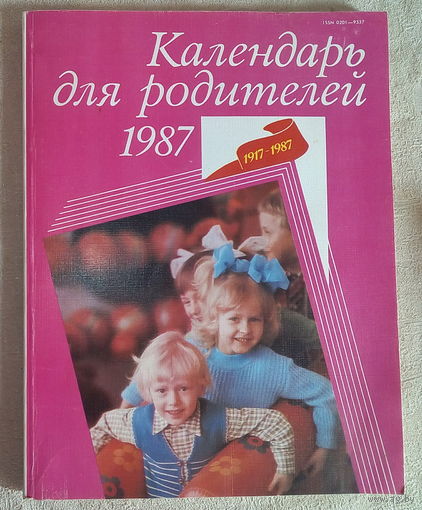 ISSN 0201—9337
Календарь
для родителей
1987
1917-1987